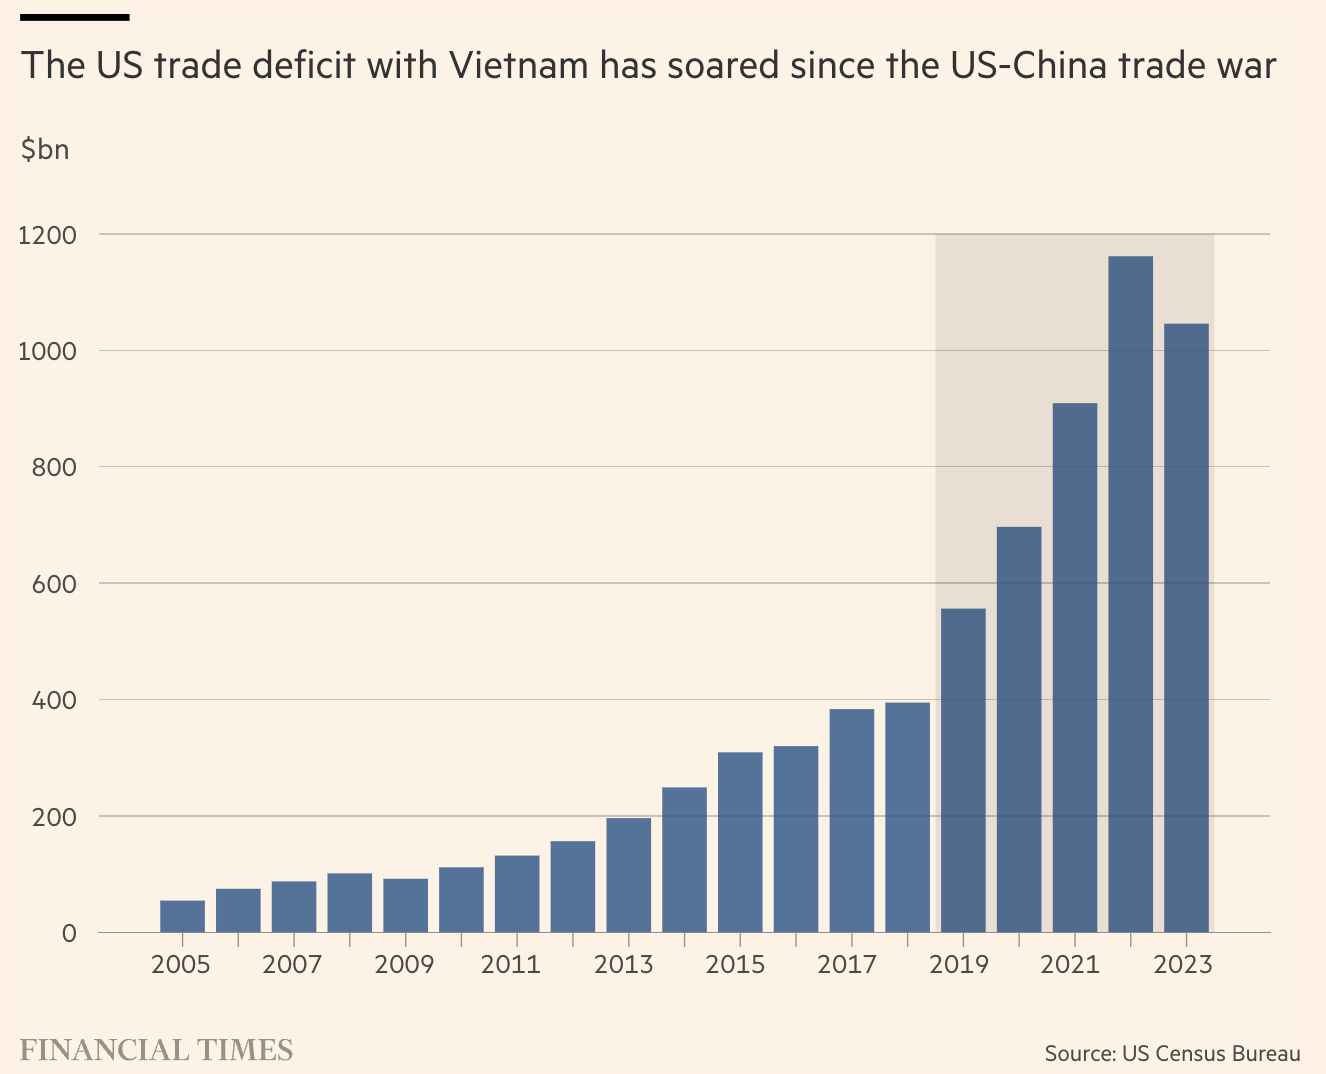 The US trade deficit with Vietnam has soared since the US-China trade war
$bn
1200
1000
800
600
400
200
0
2005 2007 2009 2011 2013 2015 2017 2019 2021 2023
FINANCIAL TIMES
Source: US Census Bureau